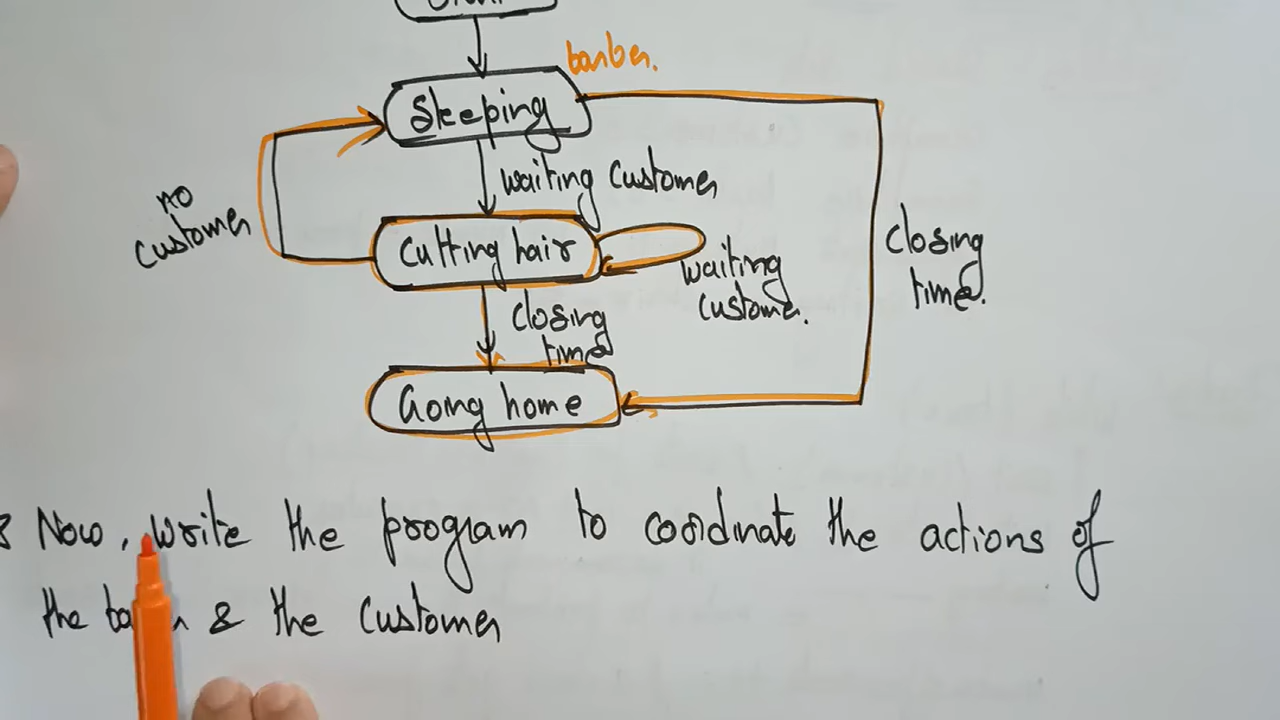 barber.
Sleeping
waiting customer
no
customer
Cutting hair
waiting
customer.
closing
time.
closing
time
Going home
Now, write the program to coordinate the actions of
the & the customer